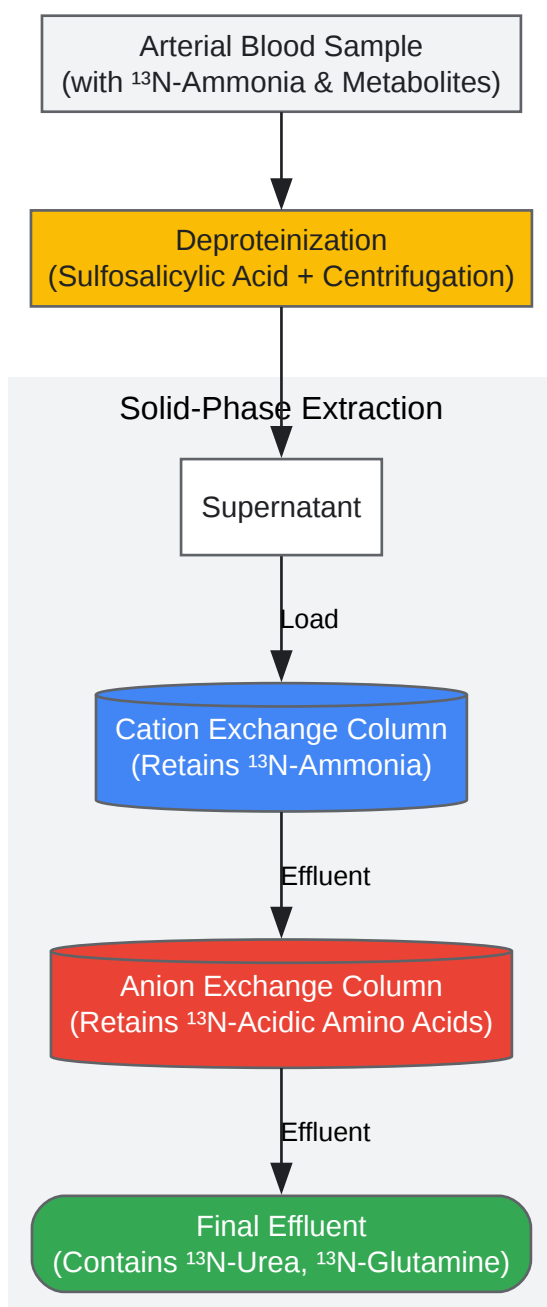 Arterial Blood Sample
(with ¹³N-Ammonia & Metabolites)
Deproteinization
(Sulfosalicylic Acid + Centrifugation)
Solid-Phase Extraction
Supernatant
Load
Cation Exchange Column
(Retains ¹³N-Ammonia)
Effluent
Anion Exchange Column
(Retains ¹³N-Acidic Amino Acids)
Effluent
Final Effluent
(Contains ¹³N-Urea, ¹³N-Glutamine)